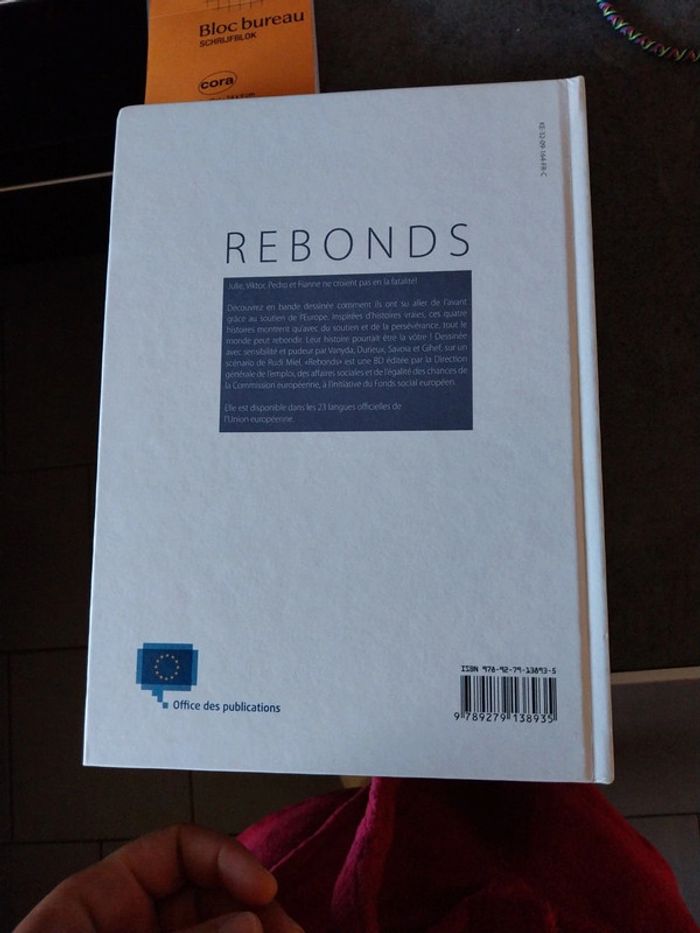 Bloc bureau
SCHRIJFBLOK
cora
KE-32-09-164-FR-C
REBONDS
Julie, Viktor, Pedro et Fianne ne croient pas en la fatalité!
Découvrez en bande dessinée comment ils ont su aller de l'avant
grâce au soutien de l'Europe. Inspirées d'histoires vraies, ces quatre
histoires montrent qu'avec du soutien et de la persévérance, tout le
monde peut rebondir. Leur histoire pourrait être la vôtre ! Dessinée
avec sensibilité et pudeur par Vanyda, Durieux, Savoia et Gihef, sur un
scénario de Rudi Miel, «Rebonds» est une BD éditée par la Direction
générale de l'emploi, des affaires sociales et de l'égalité des chances de
la Commission européenne, à l'initiative du Fonds social européen.
Elle est disponible dans les 23 langues officielles de
l'Union européenne.
Office des publications
ISBN 978-92-79-13893-5
9 789279 138935